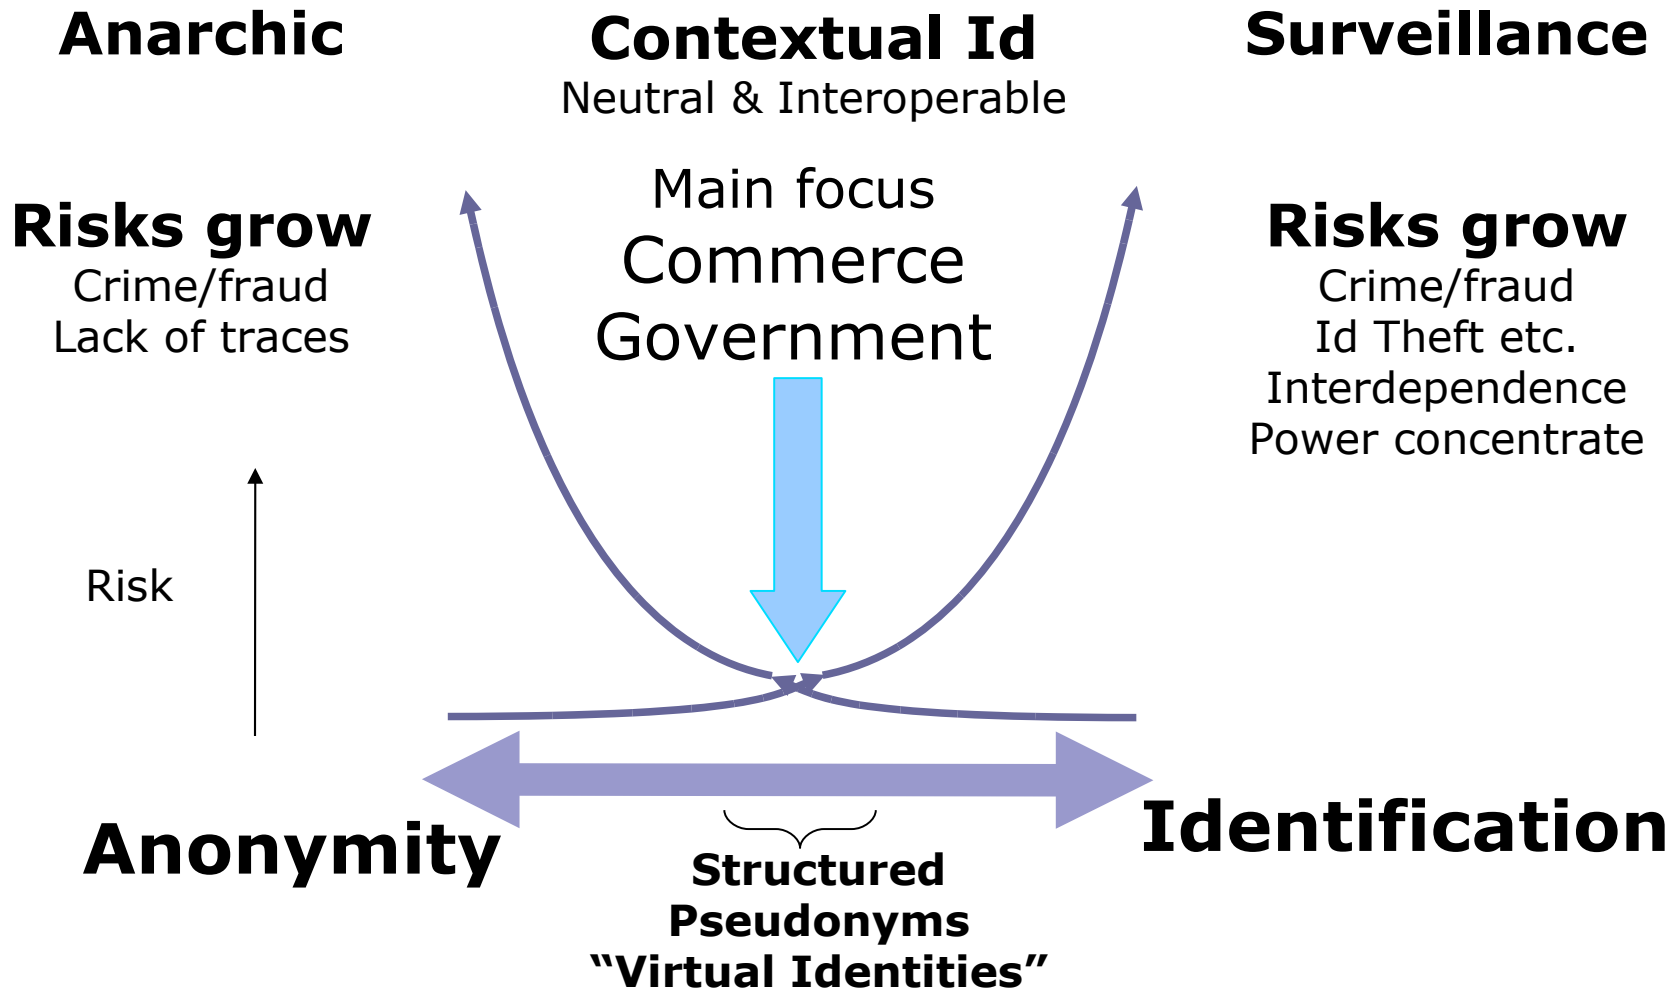 Anarchic
Contextual Id
Neutral & Interoperable
Surveillance
Main focus
Commerce
Government
Risks grow
Crime/fraud
Lack of traces
Risks grow
Crime/fraud
Id Theft etc.
Interdependence
Power concentrate
Risk
Anonymity
Identification
Structured
Pseudonyms
“Virtual Identities”